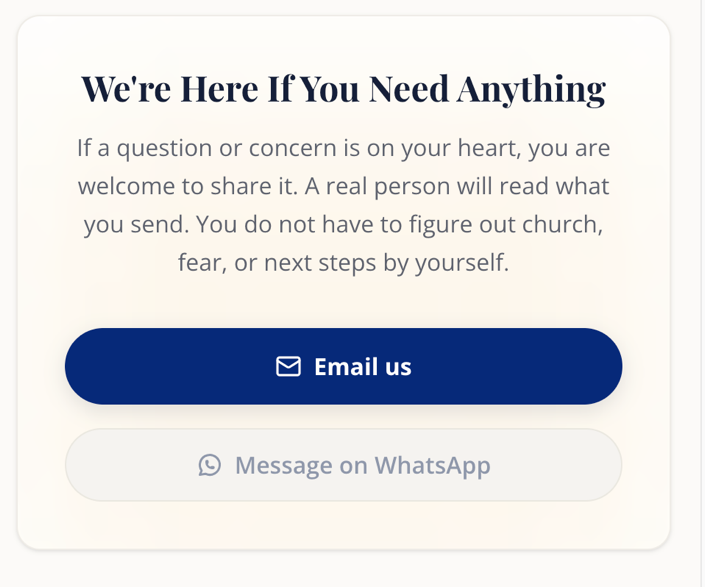 We're Here If You Need Anything
If a question or concern is on your heart, you are
welcome to share it. A real person will read what
you send. You do not have to figure out church,
fear, or next steps by yourself.
Email us
Message on WhatsApp